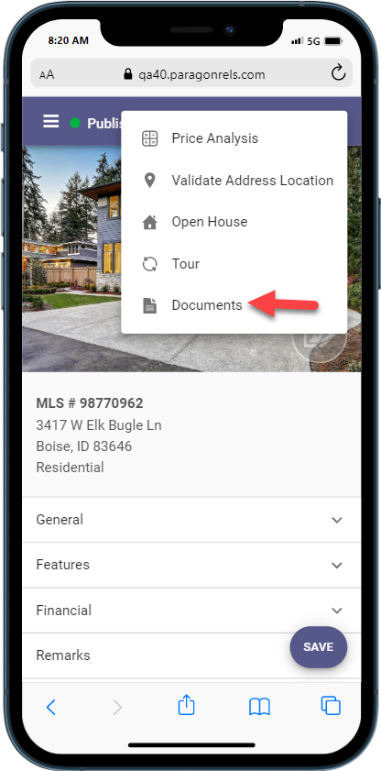 8:20 AM
5G
AA
qa40.paragonrels.com
Price Analysis
Validate Address Location
Open House
Tour
Documents
MLS # 98770962
3417 W Elk Bugle Ln
Boise, ID 83646
Residential
General
Features
Financial
Remarks
SAVE